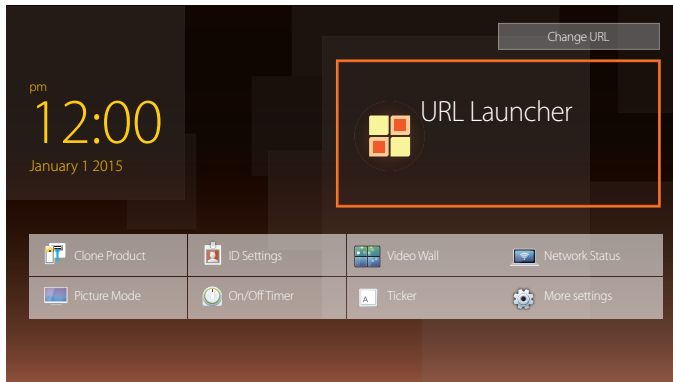 Change URL
pm
12:00
January 1 2015
URL Launcher
Clone Product
ID Settings
Video Wall
Network Status
Picture Mode
On/Off Timer
A
Ticker
More settings